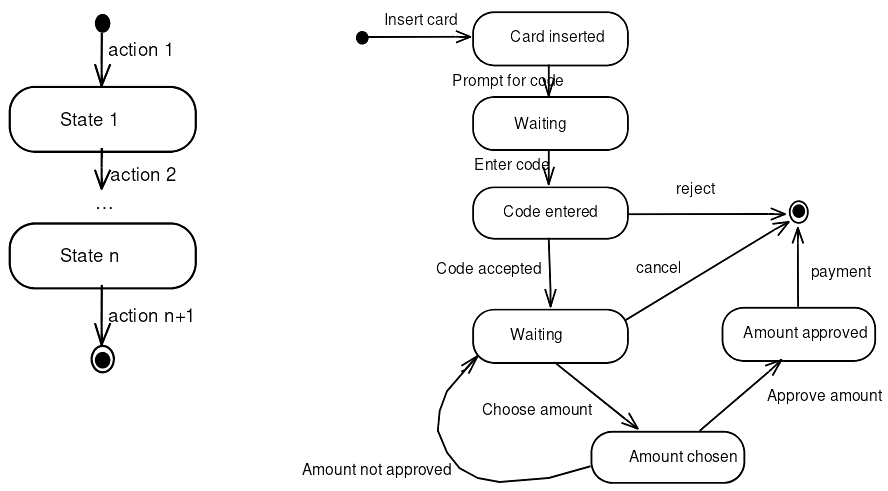 action 1
State 1
action 2
...
State n
action n+1
Insert card
Card inserted
Prompt for code
Waiting
Enter code
Code entered
reject
Code accepted
cancel
payment
Waiting
Amount approved
Choose amount
Approve amount
Amount not approved
Amount chosen